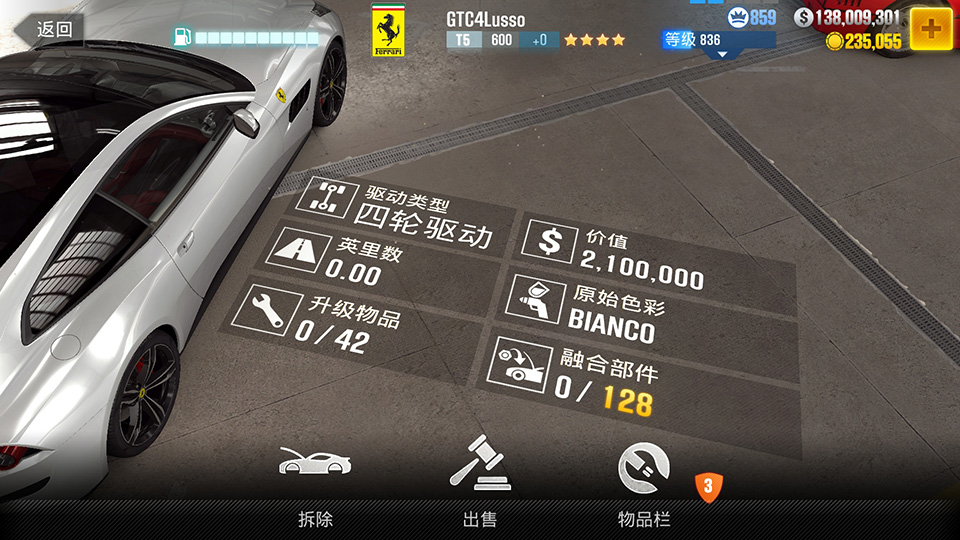 返回
Ferrari
GTC4Lusso
T5 600 +0
859
138,009,301
等级 836
235,055
驱动类型
四轮驱动
英里数
0.00
升级物品
0/42
价值
2,100,000
原始色彩
BIANCO
融合部件
0/128
拆除
出售
物品栏
3